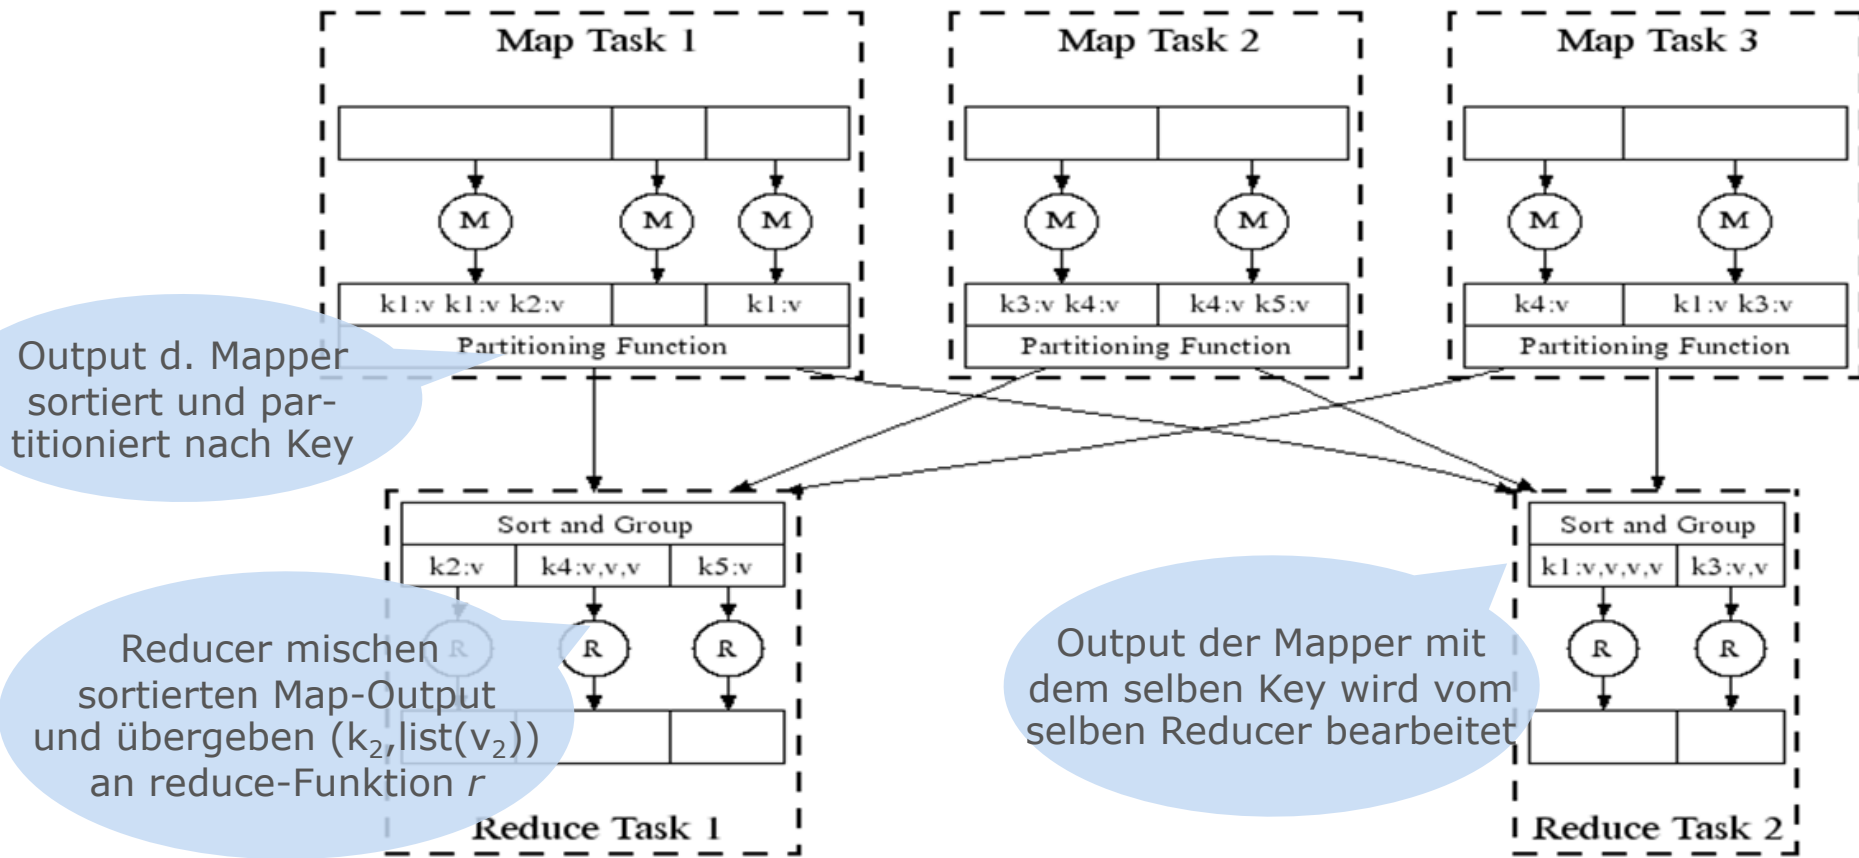 Map Task 1
Map Task 2
Map Task 3
M
M
M
M
M
M
M
k1:v k1:v k2:v
k1:v
k3:v k4:v
k4:v k5:v
k4:v
k1:v k3:v
Partitioning Function
Partitioning Function
Partitioning Function
Output d. Mapper
sortiert und par-
titioniert nach Key
Sort and Group
k2:v
k4:v,v,v
k5:v
R
R
R
Reducer mischen
sortierten Map-Output
und übergeben (k₂,list(v₂))
an reduce-Funktion r
Reduce Task 1
Output der Mapper mit
dem selben Key wird vom
selben Reducer bearbeitet
Sort and Group
k1:v,v,v,v
k3:v,v
R
R
Reduce Task 2